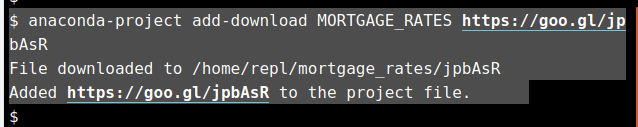 $
$ anaconda-project add-download MORTGAGE_RATES https://goo.gl/jp
bAsR
File downloaded to /home/repl/mortgage_rates/jpbAsR
Added https://goo.gl/jpbAsR to the project file.
$